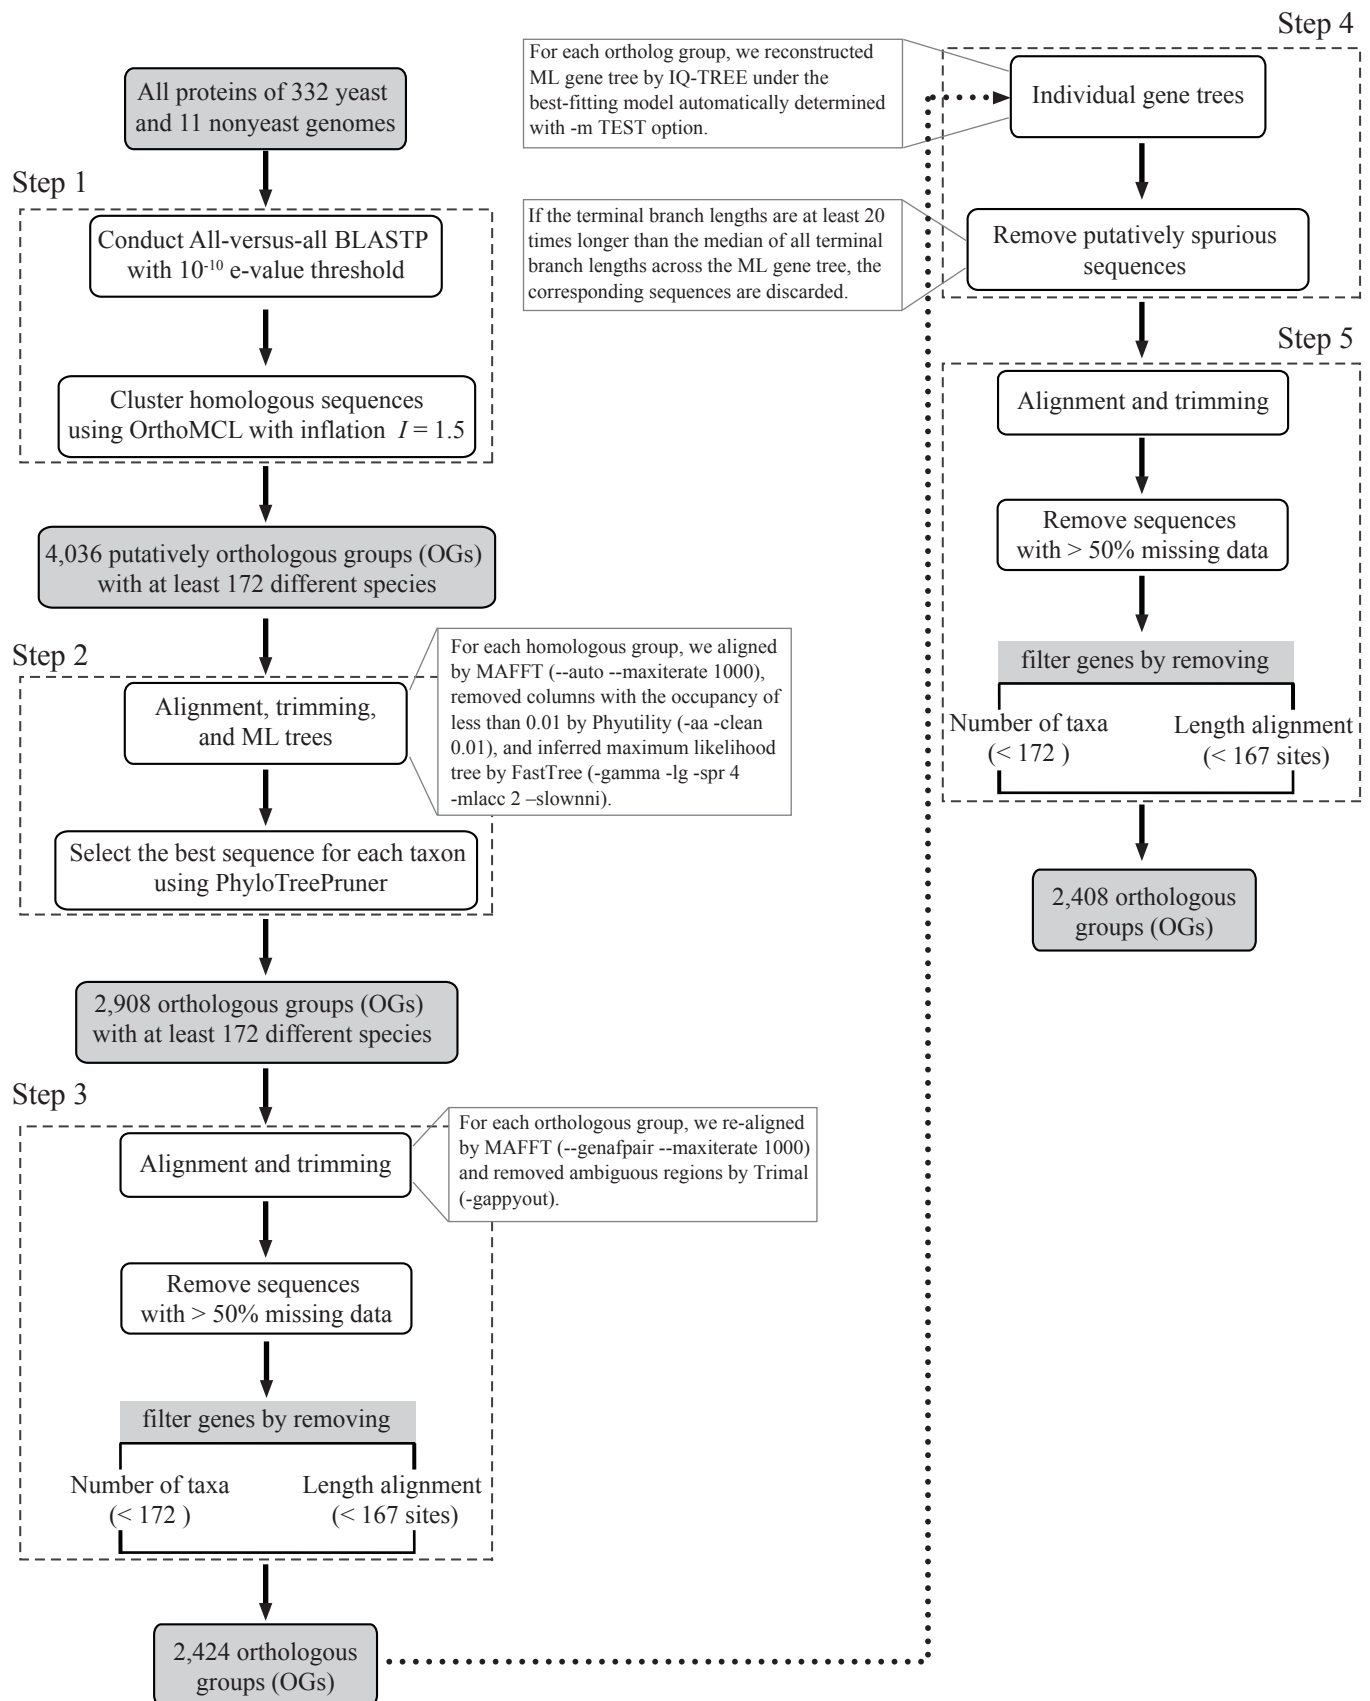 All proteins of 332 yeast
and 11 nonyeast genomes
Step 1
Conduct All-versus-all BLASTP
with 10⁻¹⁰ e-value threshold
Cluster homologous sequences
using OrthoMCL with inflation I = 1.5
4,036 putatively orthologous groups (OGs)
with at least 172 different species
Step 2
Alignment, trimming,
and ML trees
For each homologous group, we aligned
by MAFFT (--auto --maxiterate 1000),
removed columns with the occupancy of
less than 0.01 by Phyutility (-aa -clean
0.01), and inferred maximum likelihood
tree by FastTree (-gamma -lg -spr 4
-mlacc 2 –slownni).
Select the best sequence for each taxon
using PhyloTreePruner
2,908 orthologous groups (OGs)
with at least 172 different species
Step 3
Alignment and trimming
For each orthologous group, we re-aligned
by MAFFT (--genafpair --maxiterate 1000)
and removed ambiguous regions by Trimal
(-gappyout).
Remove sequences
with > 50% missing data
filter genes by removing
Number of taxa
(< 172 )
Length alignment
(< 167 sites)
2,424 orthologous
groups (OGs)
Step 4
For each ortholog group, we reconstructed
ML gene tree by IQ-TREE under the
best-fitting model automatically determined
with -m TEST option.
Individual gene trees
If the terminal branch lengths are at least 20
times longer than the median of all terminal
branch lengths across the ML gene tree, the
corresponding sequences are discarded.
Remove putatively spurious
sequences
Step 5
Alignment and trimming
Remove sequences
with > 50% missing data
filter genes by removing
Number of taxa
(< 172 )
Length alignment
(< 167 sites)
2,408 orthologous
groups (OGs)